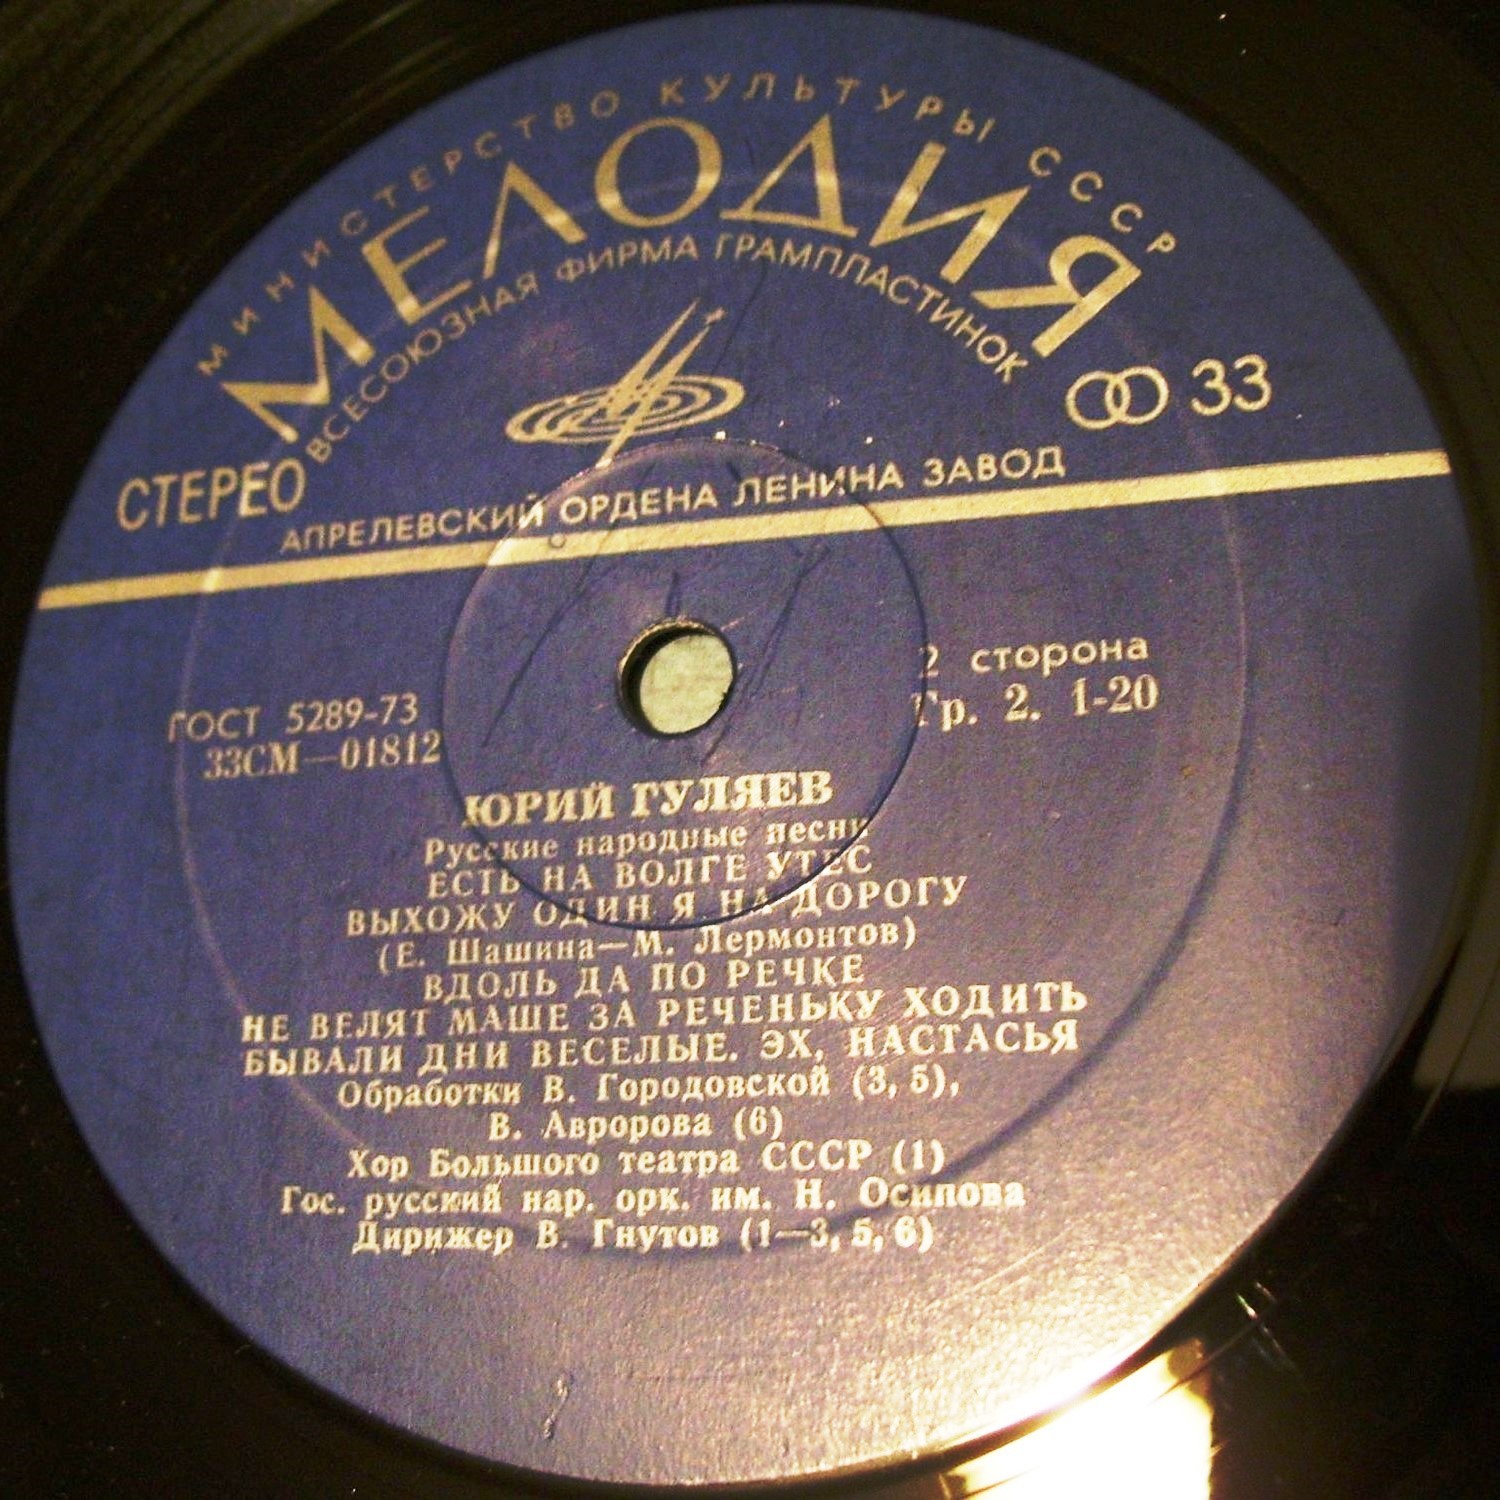 МИНИСТЕРСТВО КУЛЬТУРЫ СССР
МЕЛОДИЯ
ВСЕСОЮЗНАЯ ФИРМА ГРАМПЛАСТИНОК
СТЕРЕО
33
АПРЕЛЕВСКИЙ ОРДЕНА ЛЕНИНА ЗАВОД
2 сторона
Гр. 2. 1-20
ГОСТ 5289-73
33СМ—01812
ЮРИЙ ГУЛЯЕВ
Русские народные песни
ЕСТЬ НА ВОЛГЕ УТЕС
ВЫХОЖУ ОДИН Я НА ДОРОГУ
(Е. Шашина—М. Лермонтов)
ВДОЛЬ ДА ПО РЕЧКЕ
НЕ ВЕЛЯТ МАШЕ ЗА РЕЧЕНЬКУ ХОДИТЬ
БЫВАЛИ ДНИ ВЕСЕЛЫЕ. ЭХ, НАСТАСЬЯ
Обработки В. Городовской (3, 5),
В. Авророва (6)
Хор Большого театра СССР (1)
Гос. русский нар. орк. им. Н. Осипова
Дирижер В. Гнутов (1—3, 5, 6)